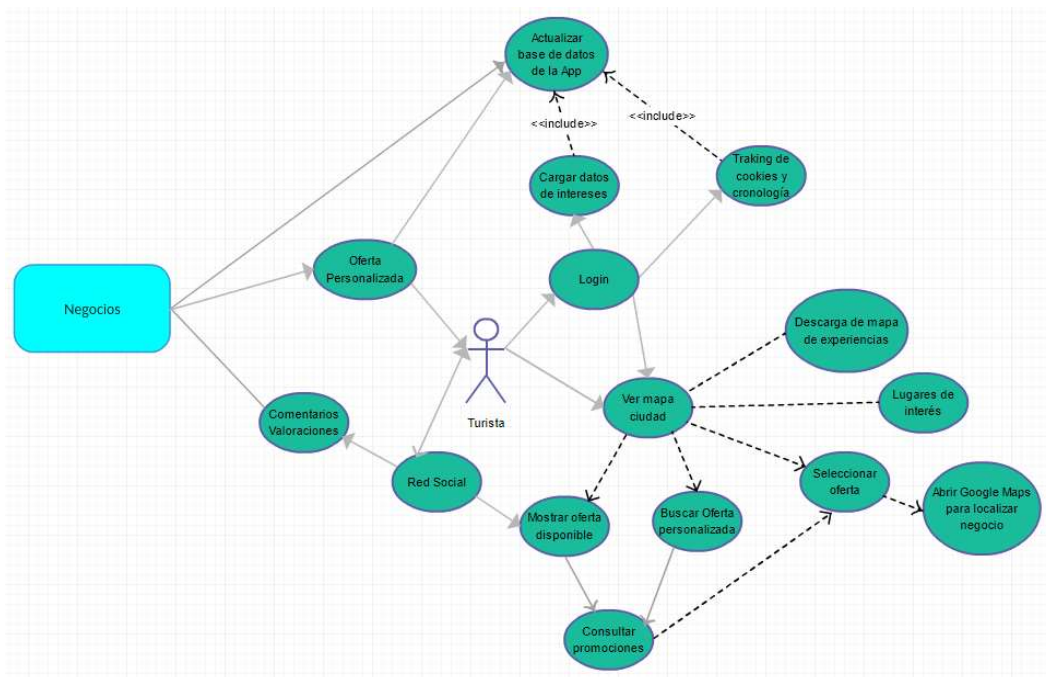 Actualizar
base de datos
de la App
<<include>>
<<include>>
Traking de
cookies y
cronología
Cargar datos
de intereses
Oferta
Personalizada
Login
Negocios
Descarga de mapa
de experiencias
Turista
Ver mapa
ciudad
Lugares de
interés
Comentarios
Valoraciones
Red Social
Seleccionar
oferta
Abrir Google Maps
para localizar
negocio
Mostrar oferta
disponible
Buscar Oferta
personalizada
Consultar
promociones